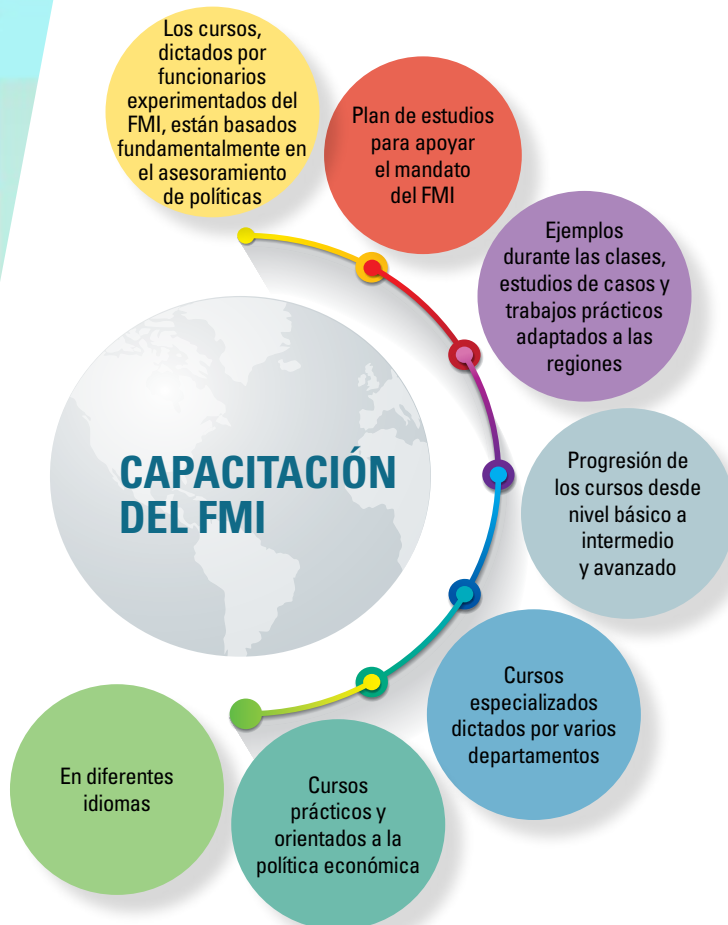 Los cursos,
dictados por
funcionarios
experimentados del
FMI, están basados
fundamentalmente en
el asesoramiento
de políticas
Plan de estudios
para apoyar
el mandato
del FMI
Ejemplos
durante las clases,
estudios de casos y
trabajos prácticos
adaptados a las
regiones
CAPACITACIÓN
DEL FMI
Progresión de
los cursos desde
nivel básico a
intermedio
y avanzado
Cursos
especializados
dictados por varios
departamentos
Cursos
prácticos y
orientados a la
política económica
En diferentes
idiomas